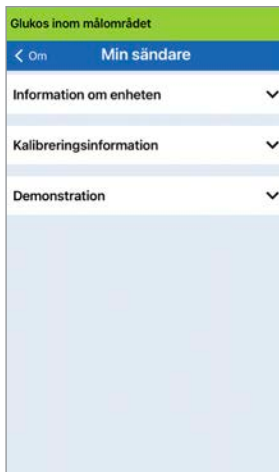 Glukos inom målområdet
Om Min sändare
Information om enheten
Kalibreringsinformation
Demonstration